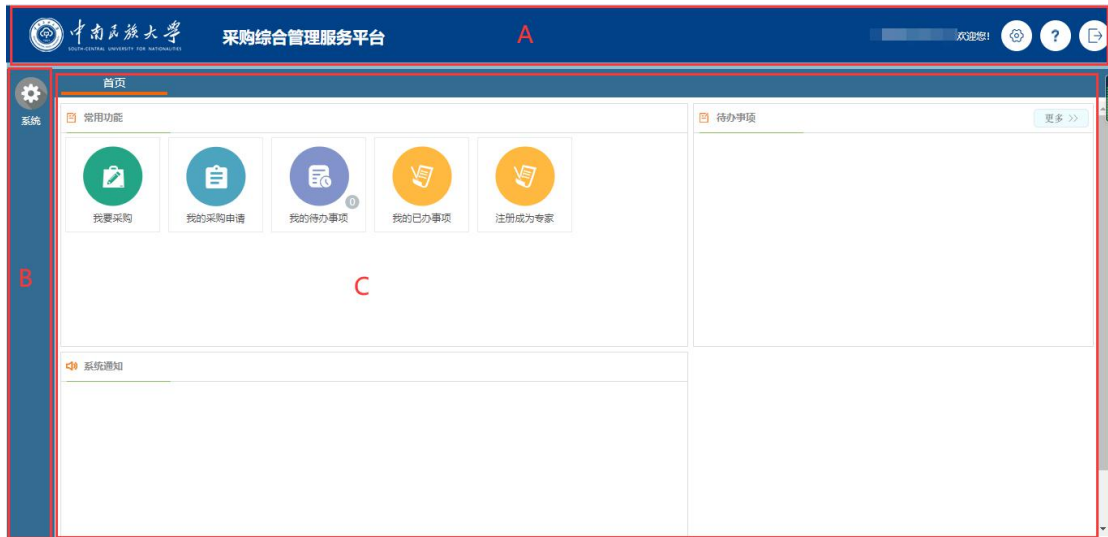 中南民族大学
SOUTH-CENTRAL UNIVERSITY FOR NATIONALITIES
采购综合管理服务平台
A
欢迎您!
?
系统
首页
常用功能
待办事项
更多 >>
我要采购
我的采购申请
0
我的待办事项
我的已办事项
注册成为专家
B
C
系统通知